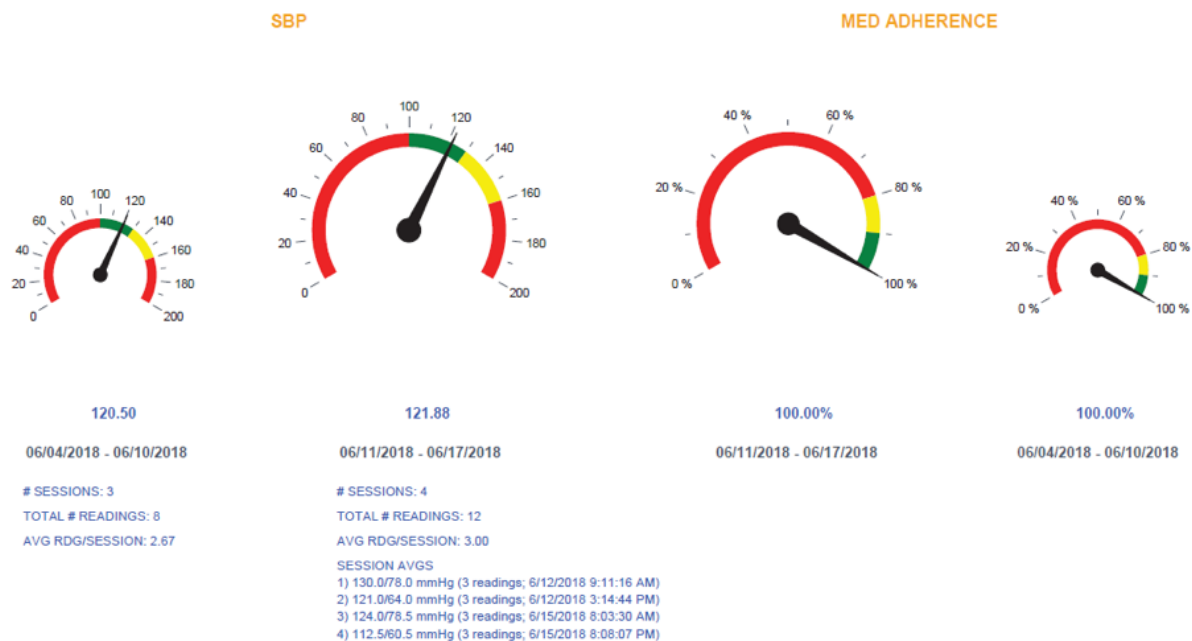 SBP
MED ADHERENCE
0
20
40
60
80
100
120
140
160
180
200
0
20
40
60
80
100
120
140
160
180
200
0 %
20 %
40 %
60 %
80 %
100 %
0 %
20 %
40 %
60 %
80 %
100 %
120.50
121.88
100.00%
100.00%
06/04/2018 - 06/10/2018
06/11/2018 - 06/17/2018
06/11/2018 - 06/17/2018
06/04/2018 - 06/10/2018
# SESSIONS: 3
TOTAL # READINGS: 8
AVG RDG/SESSION: 2.67
# SESSIONS: 4
TOTAL # READINGS: 12
AVG RDG/SESSION: 3.00
SESSION AVGS
1) 130.0/78.0 mmHg (3 readings; 6/12/2018 9:11:16 AM)
2) 121.0/64.0 mmHg (3 readings; 6/12/2018 3:14:44 PM)
3) 124.0/78.5 mmHg (3 readings; 6/15/2018 8:03:30 AM)
4) 112.5/60.5 mmHg (3 readings; 6/15/2018 8:08:07 PM)